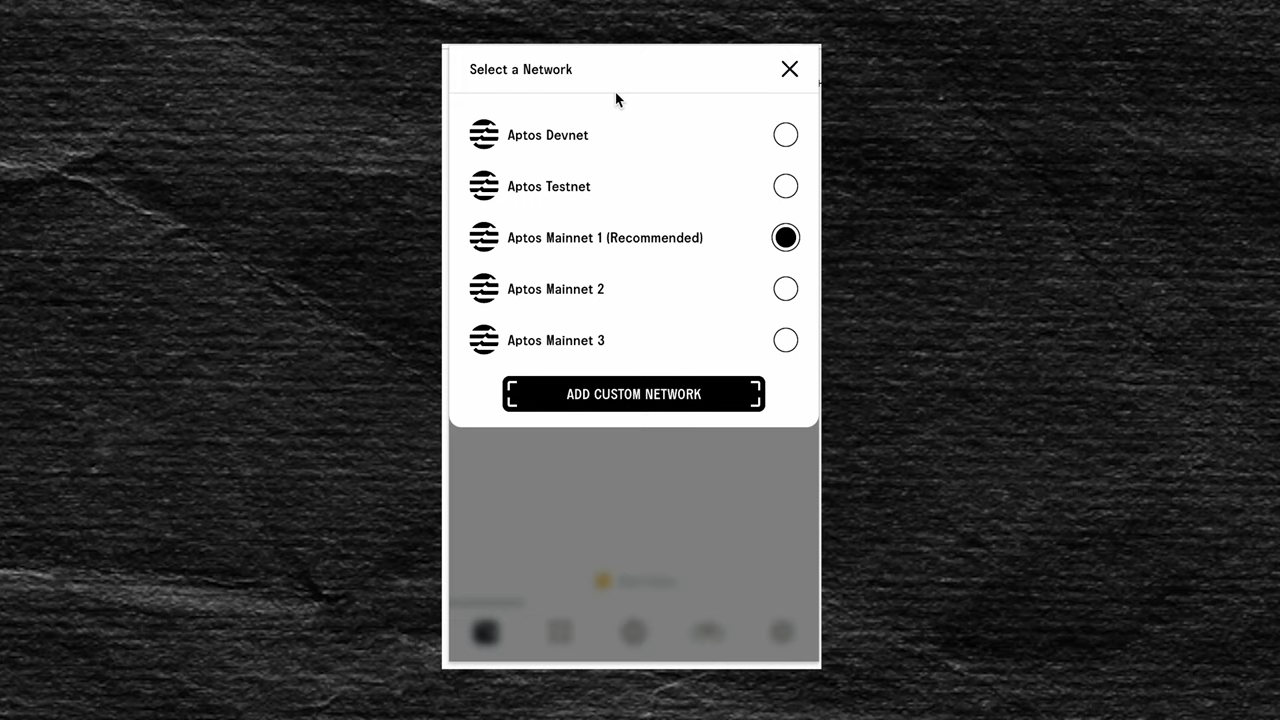 Select a Network
Aptos Devnet
Aptos Testnet
Aptos Mainnet 1 (Recommended)
Aptos Mainnet 2
Aptos Mainnet 3
ADD CUSTOM NETWORK